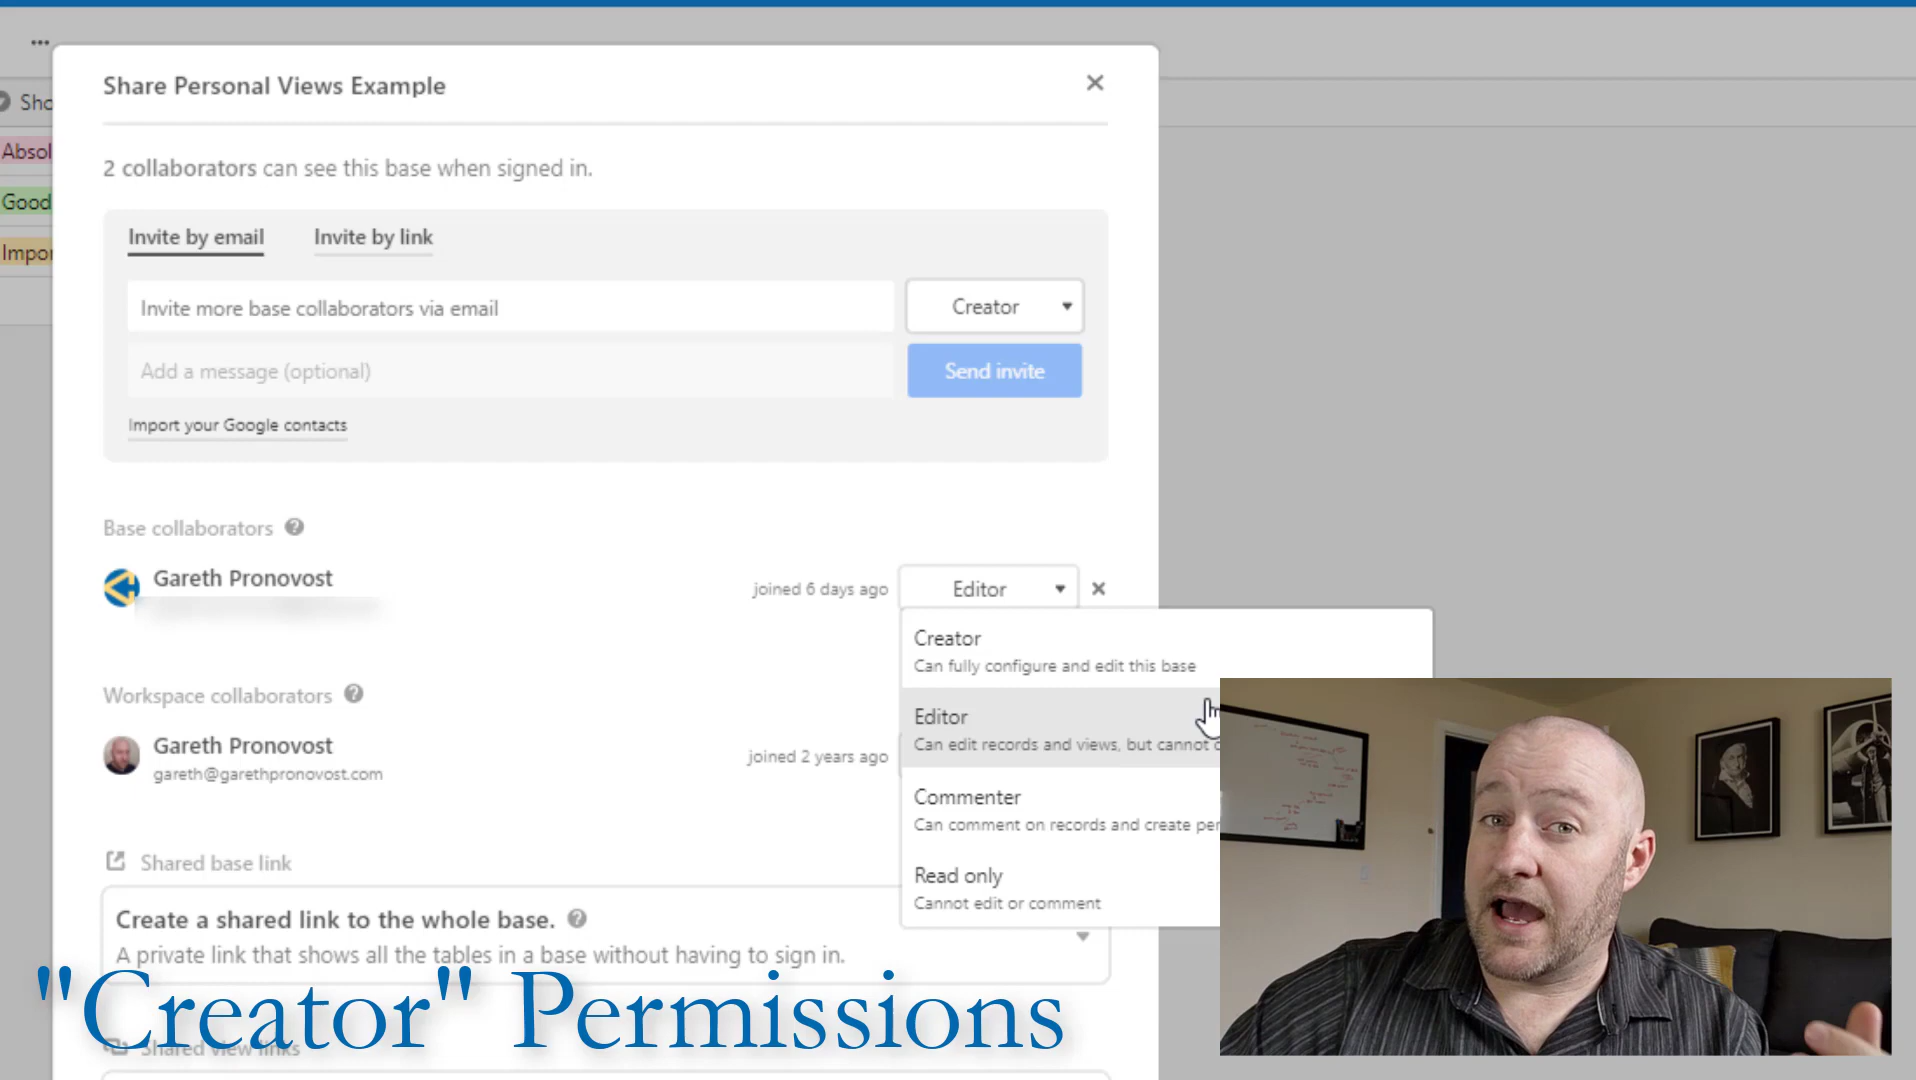 ...
Sho
Share Personal Views Example
Absol
2 collaborators can see this base when signed in.
Good
Invite by email
Invite by link
Impor
Invite more base collaborators via email
Creator
Add a message (optional)
Send invite
Import your Google contacts
Base collaborators
Gareth Pronovost
joined 6 days ago
Editor
Creator
Can fully configure and edit this base
Workspace collaborators
Editor
Can edit records and views, but cannot
Gareth Pronovost
gareth@garethpronovost.com
joined 2 years ago
Commenter
Can comment on records and create per
Shared base link
Read only
Cannot edit or comment
Create a shared link to the whole base.
A private link that shows all the tables in a base without having to sign in.
"Creator" Permissions
Shared view links